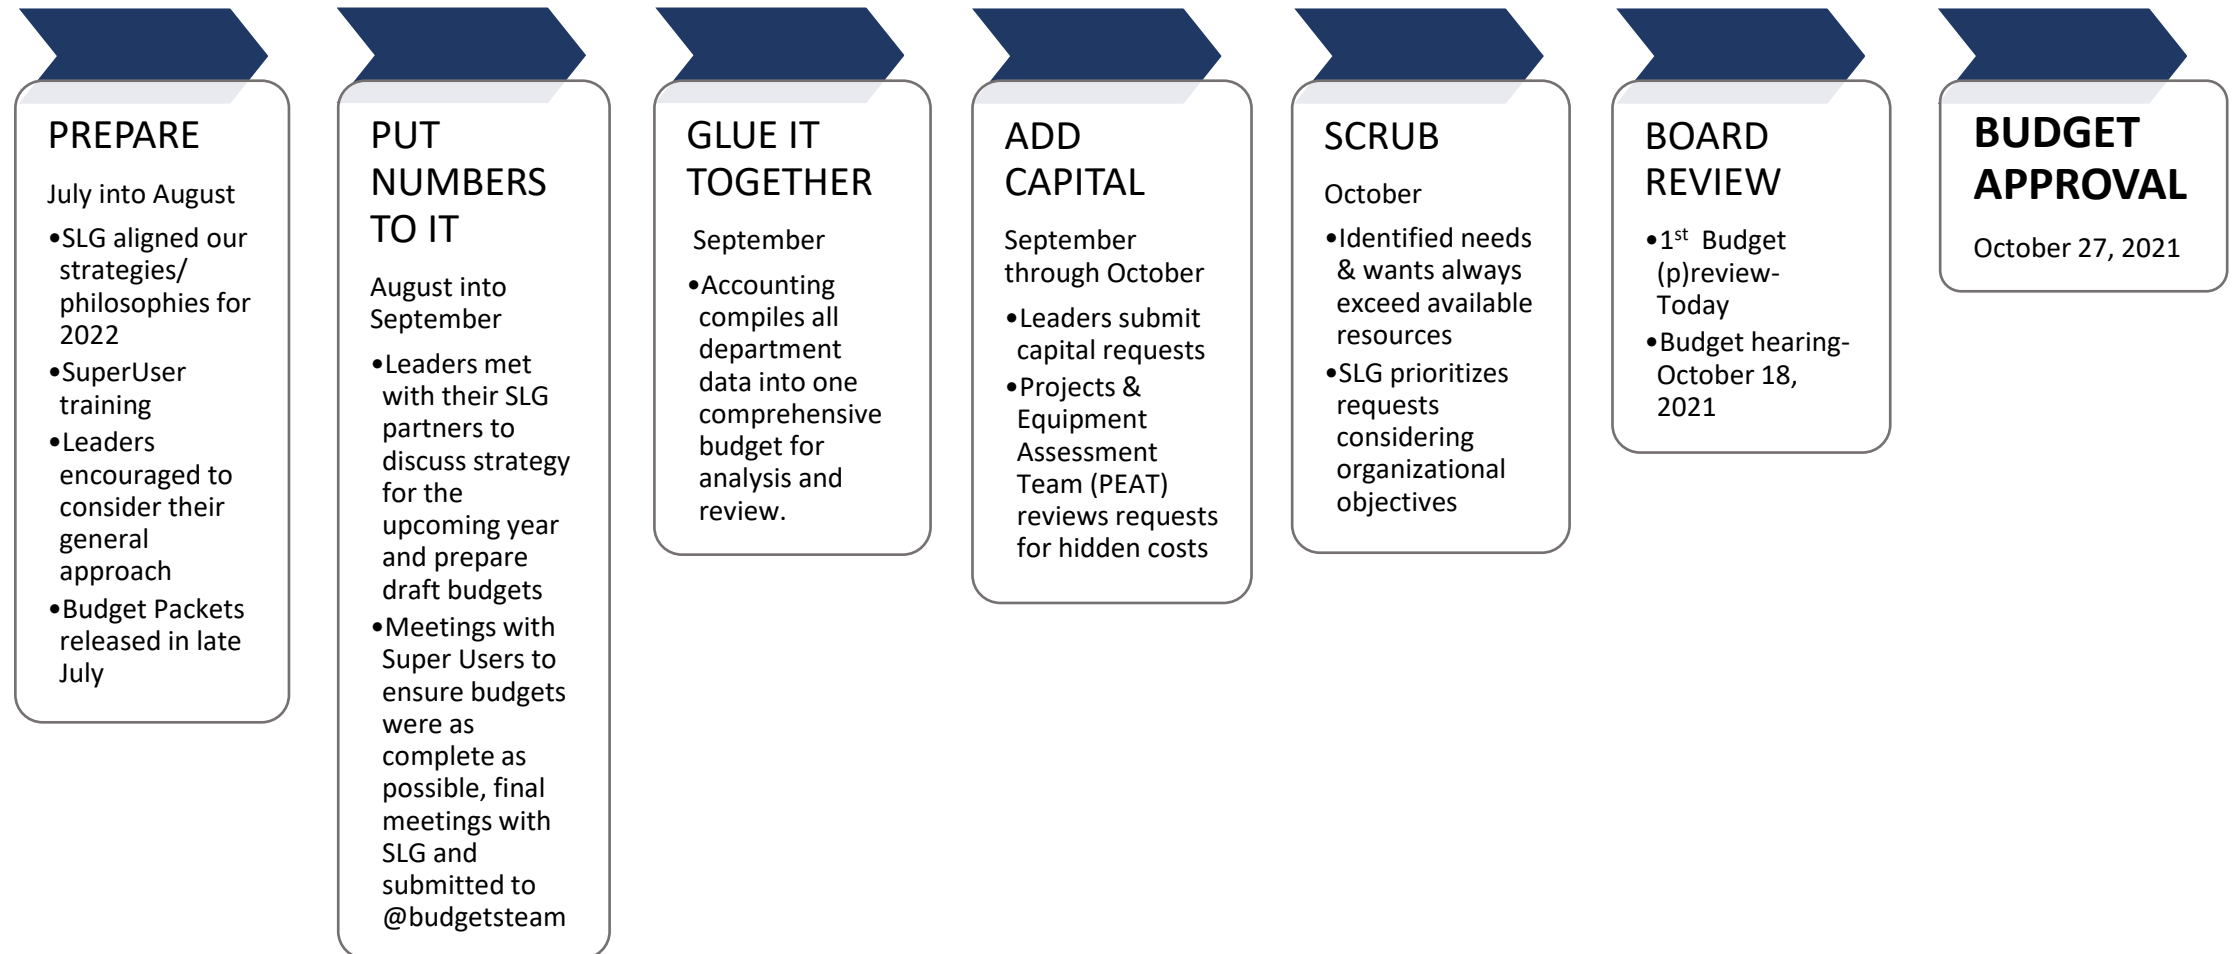 PREPARE
July into August
•SLG aligned our
strategies/
philosophies for
2022
•SuperUser
training
•Leaders
encouraged to
consider their
general
approach
•Budget Packets
released in late
July
PUT
NUMBERS
TO IT
August into
September
•Leaders met
with their SLG
partners to
discuss strategy
for the
upcoming year
and prepare
draft budgets
•Meetings with
Super Users to
ensure budgets
were as
complete as
possible, final
meetings with
SLG and
submitted to
@budgetsteam
GLUE IT
TOGETHER
September
•Accounting
compiles all
department
data into one
comprehensive
budget for
analysis and
review.
ADD
CAPITAL
September
through October
•Leaders submit
capital requests
•Projects &
Equipment
Assessment
Team (PEAT)
reviews requests
for hidden costs
SCRUB
October
•Identified needs
& wants always
exceed available
resources
•SLG prioritizes
requests
considering
organizational
objectives
BOARD
REVIEW
•1st Budget
(p)review-
Today
•Budget hearing-
October 18,
2021
BUDGET
APPROVAL
October 27, 2021